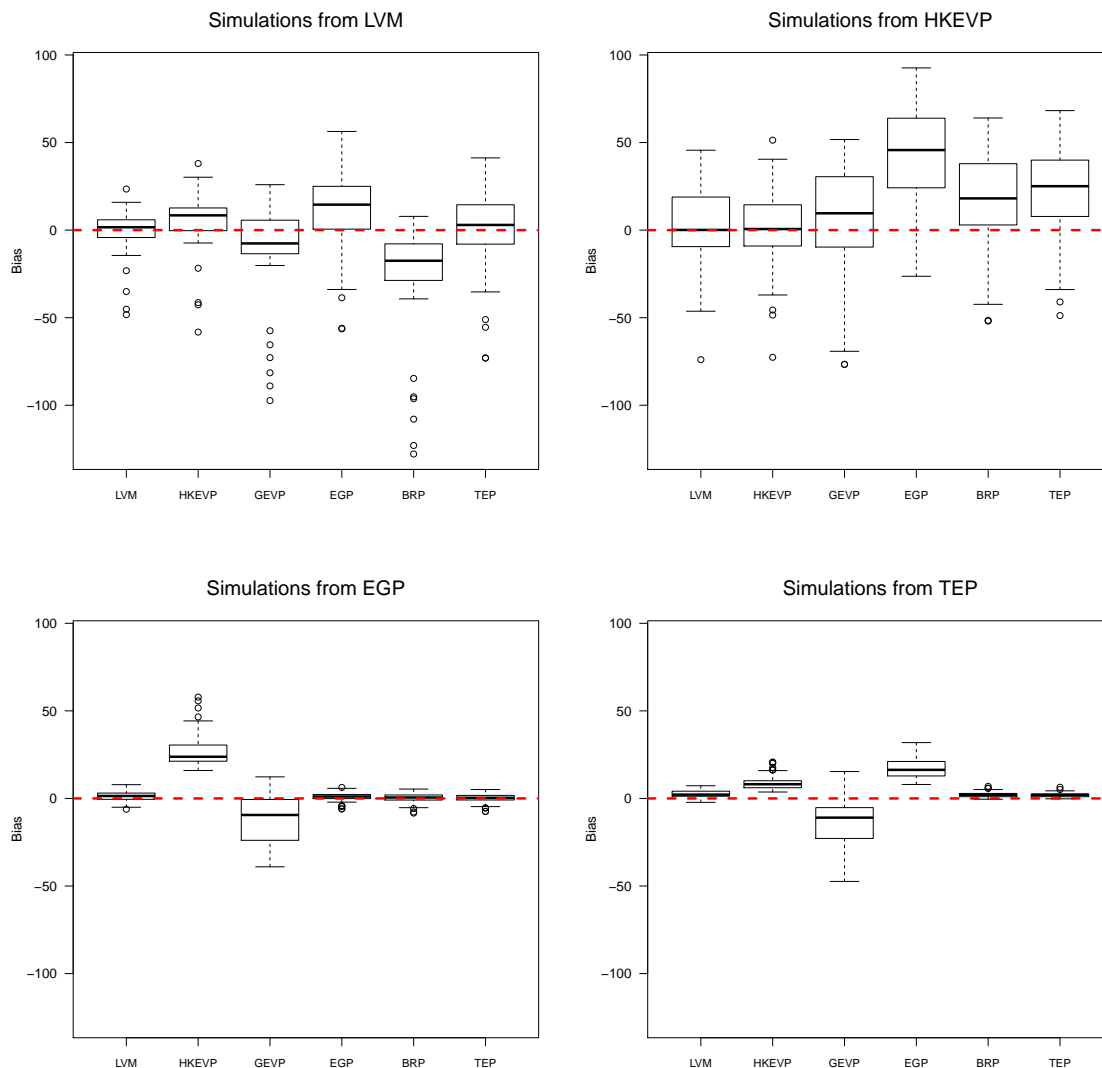 Simulations from LVM
Bias
100
50
0
−50
−100
LVM HKEVP GEVP EGP BRP TEP
Simulations from HKEVP
Bias
100
50
0
−50
−100
LVM HKEVP GEVP EGP BRP TEP
Simulations from EGP
Bias
100
50
0
−50
−100
LVM HKEVP GEVP EGP BRP TEP
Simulations from TEP
Bias
100
50
0
−50
−100
LVM HKEVP GEVP EGP BRP TEP